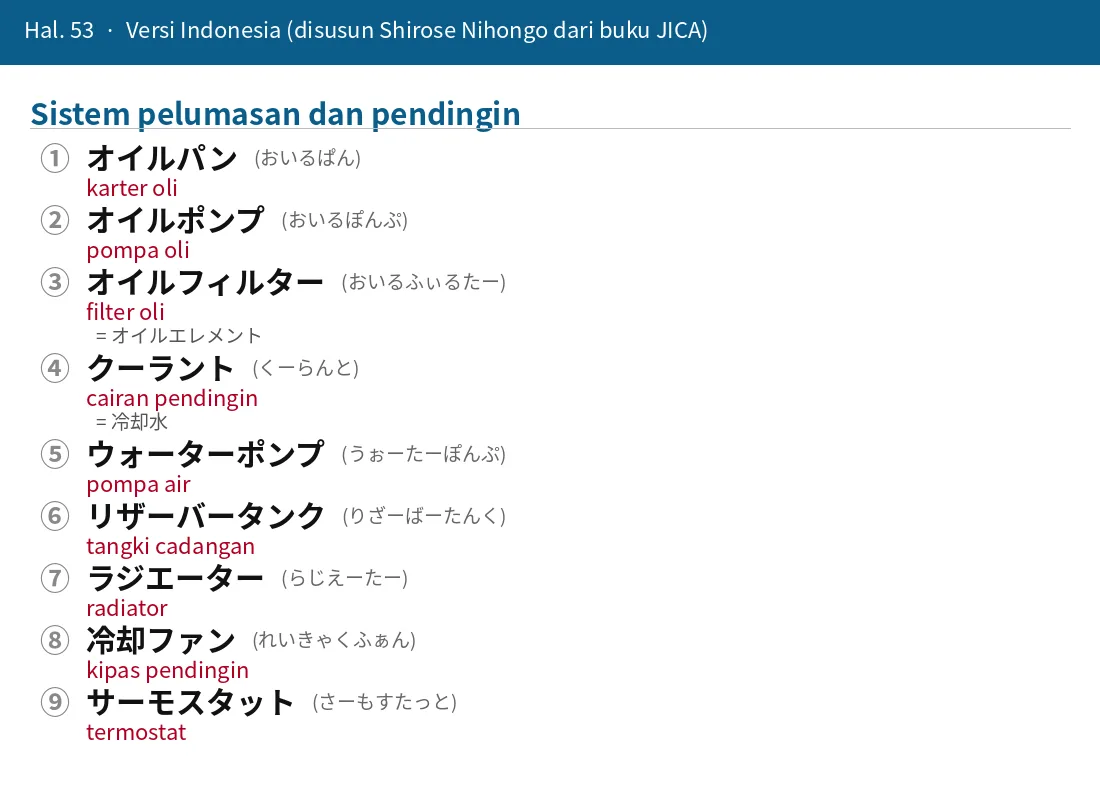 Hal. 53 · Versi Indonesia (disusun Shirose Nihongo dari buku JICA)
Sistem pelumasan dan pendingin
① オイルパン (おいるぱん)
karter oli
② オイルポンプ (おいるぽんぷ)
pompa oli
③ オイルフィルター (おいるふぃるたー)
filter oli
= オイルエレメント
④ クーラント (くーらんと)
cairan pendingin
= 冷却水
⑤ ウォーターポンプ (うぉーたーぽんぷ)
pompa air
⑥ リザーバータンク (りざーばーたんく)
tangki cadangan
⑦ ラジエーター (らじえーたー)
radiator
⑧ 冷却ファン (れいきゃくふぁん)
kipas pendingin
⑨ サーモスタット (さーもすたっと)
termostat